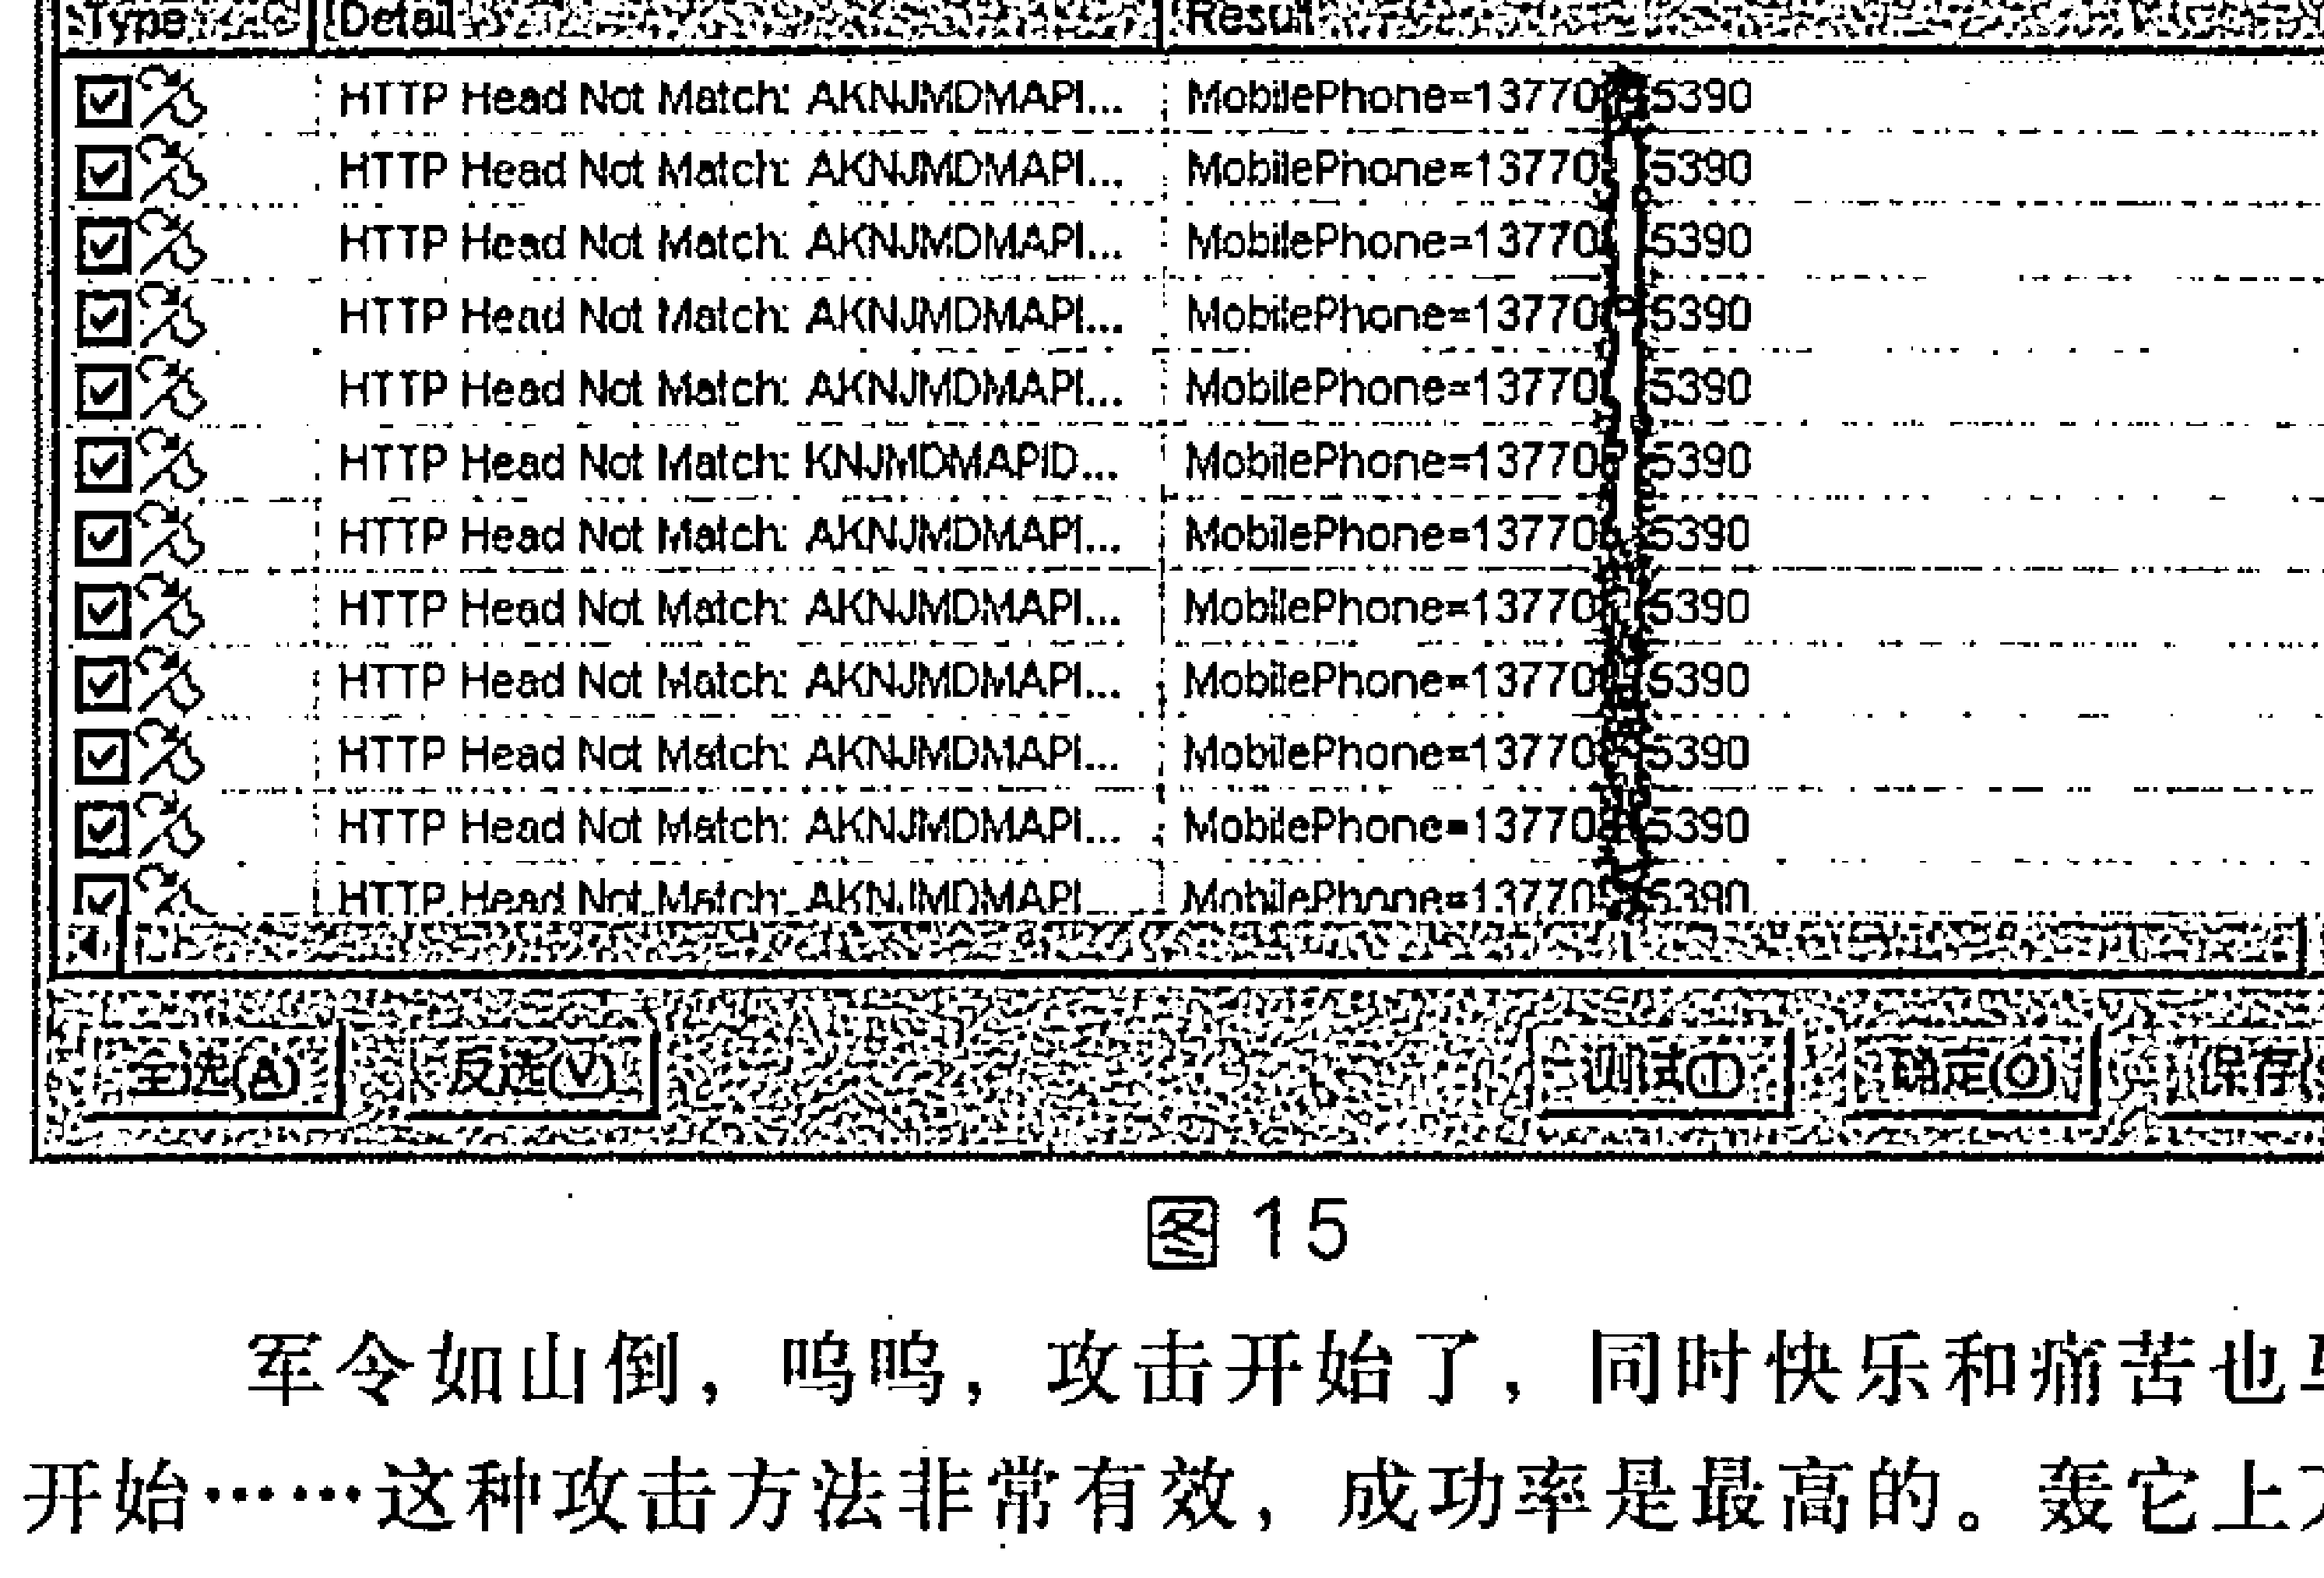 Type Detail Result
HTTP Head Not Match: AKNJMDMAPI... MobilePhone=13770 5390
HTTP Head Not Match: AKNJMDMAPI... MobilePhone=13770 5390
HTTP Head Not Match: AKNJMDMAPI... MobilePhone=13770 5390
HTTP Head Not Match: AKNJMDMAPI... MobilePhone=13770 5390
HTTP Head Not Match: AKNJMDMAPI... MobilePhone=13770 5390
HTTP Head Not Match: KNJMDMAPID... MobilePhone=13770 5390
HTTP Head Not Match: AKNJMDMAPI... MobilePhone=13770 5390
HTTP Head Not Match: AKNJMDMAPI... MobilePhone=13770 5390
HTTP Head Not Match: AKNJMDMAPI... MobilePhone=13770 5390
HTTP Head Not Match: AKNJMDMAPI... MobilePhone=13770 5390
HTTP Head Not Match: AKNJMDMAPI... MobilePhone=13770 5390
HTTP Head Not Match: AKNJMDMAPI... MobilePhone=13770 5390
全选(A) 反选(V) 测试(T) 确定(O) 保存(
图 15
军令如山倒，呜呜，攻击开始了，同时快乐和痛苦也
开始……这种攻击方法非常有效，成功率是最高的。轰它上